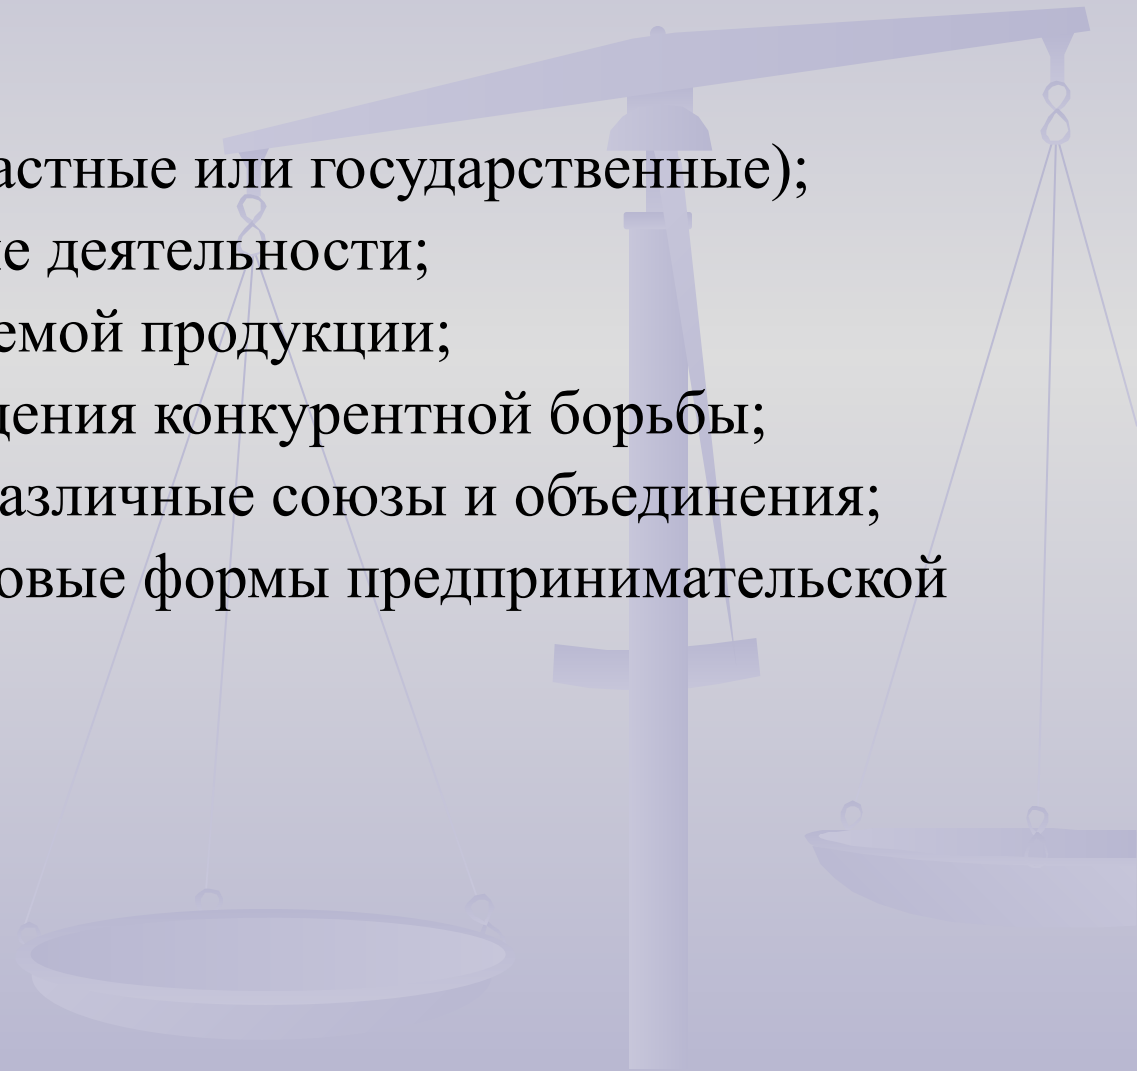 астные или государственные);
е деятельности;
емой продукции;
дения конкурентной борьбы;
азличные союзы и объединения;
овые формы предпринимательской